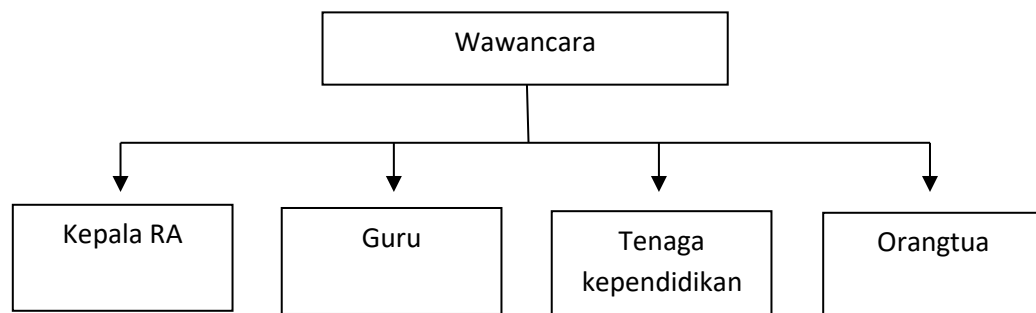 Wawancara
Kepala RA
Guru
Tenaga
kependidikan
Orangtua